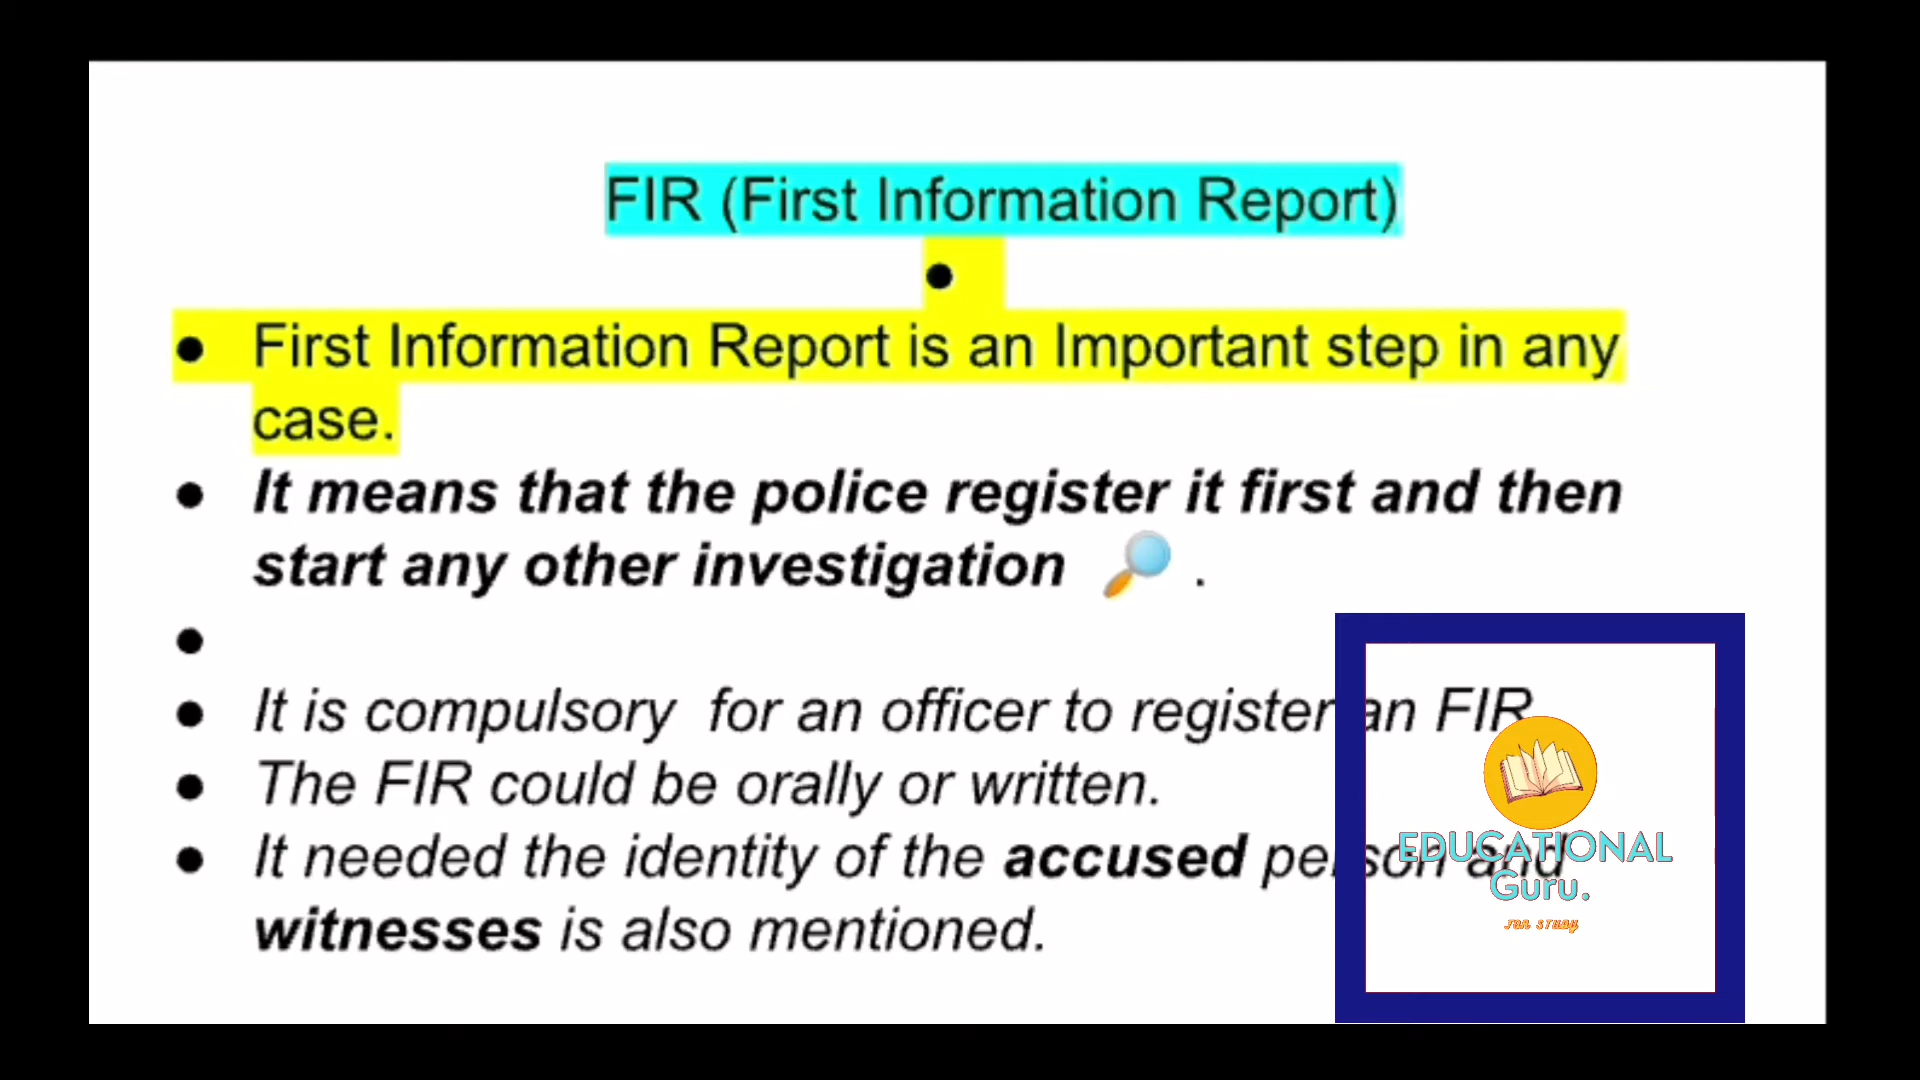 FIR (First Information Report)
●
● First Information Report is an Important step in any
case.
● It means that the police register it first and then
start any other investigation 🔎 .
●
● It is compulsory for an officer to register an FIR
● The FIR could be orally or written.
● It needed the identity of the accused person and
witnesses is also mentioned.
EDUCATIONAL
Guru.
FOR STUDY